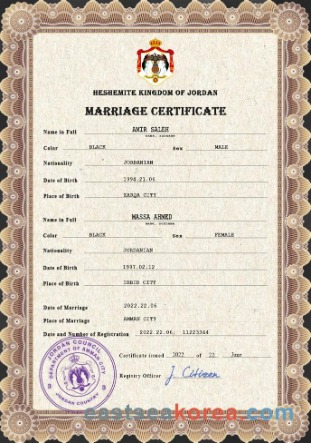 HESHEMITE KINGDOM OF JORDAN
MARRIAGE CERTIFICATE
Name in Full AMIR SALEH
Color BLACK Sex MALE
Nationality JORDANIAN
Date of Birth 1996.21.06
Place of Birth ZARQA CITY
Name in Full MASSA AHMED
Color BLACK Sex FEMALE
Nationality JORDANIAN
Date of Birth 1997.02.12
Place of Birth IRBID CITY
Date of Marriage 2022.22.06
Place of Marriage AMMAN CITY
Date and Number of Registration 2022.22.06; 11223344
Certificate issued 2022 of 22 June
Registry Officer J. Citizen
JORDAN COUNCIL
DEPARTMENT OF AMMAN CITY
JORDAN COUNTRY
eastseakorea.com